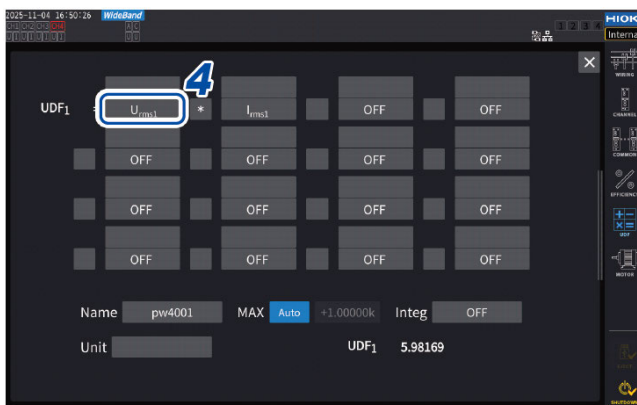 2025-11-04 16:50:26 WideBand
HIOKI
Interna
×
4
UDF1 = Urms1 * Irms1 OFF OFF
OFF OFF OFF OFF
OFF OFF OFF OFF
OFF OFF OFF OFF
Name pw4001 MAX Auto +1.00000k Integ OFF
Unit UDF1 5.98169
WIRING
CHANNEL
COMMON
EFFICIENCY
UDF
MOTOR
SHUTDOWN